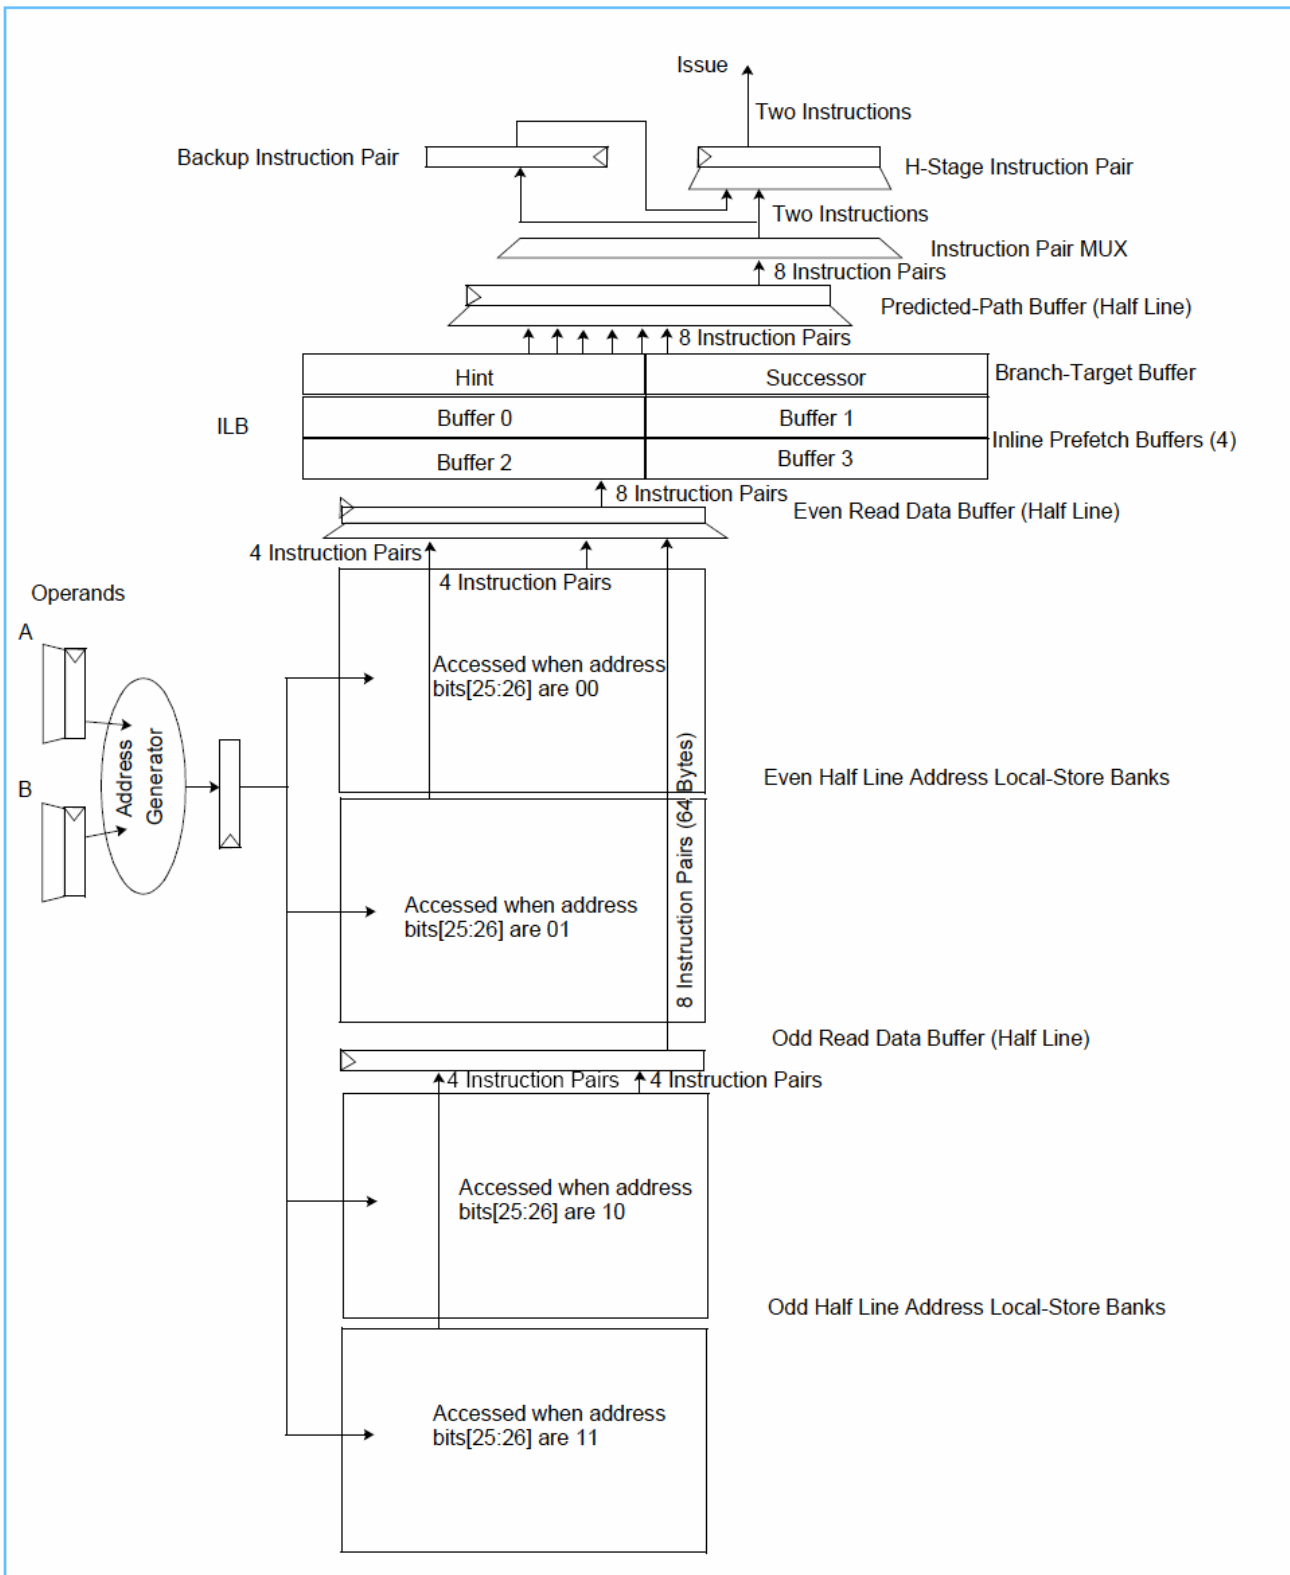 Issue
Two Instructions
Backup Instruction Pair
H-Stage Instruction Pair
Two Instructions
Instruction Pair MUX
8 Instruction Pairs
Predicted-Path Buffer (Half Line)
8 Instruction Pairs
Hint
Successor
Branch-Target Buffer
ILB
Buffer 0
Buffer 1
Inline Prefetch Buffers (4)
Buffer 2
Buffer 3
8 Instruction Pairs
Even Read Data Buffer (Half Line)
4 Instruction Pairs
4 Instruction Pairs
Operands
A
Accessed when address
bits[25:26] are 00
Address
Generator
B
8 Instruction Pairs (64 Bytes)
Even Half Line Address Local-Store Banks
Accessed when address
bits[25:26] are 01
Odd Read Data Buffer (Half Line)
4 Instruction Pairs
4 Instruction Pairs
Accessed when address
bits[25:26] are 10
Odd Half Line Address Local-Store Banks
Accessed when address
bits[25:26] are 11